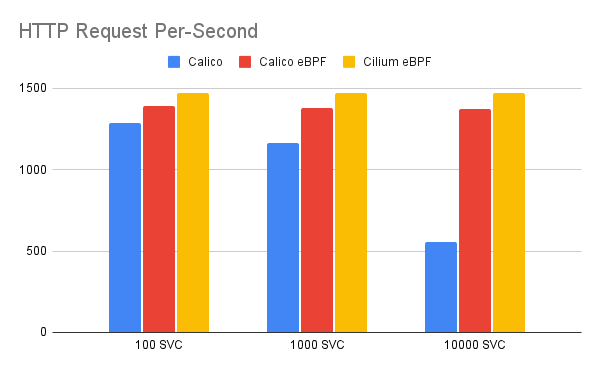 HTTP Request Per-Second
Calico Calico eBPF Cilium eBPF
1500
1000
500
0
100 SVC 1000 SVC 10000 SVC